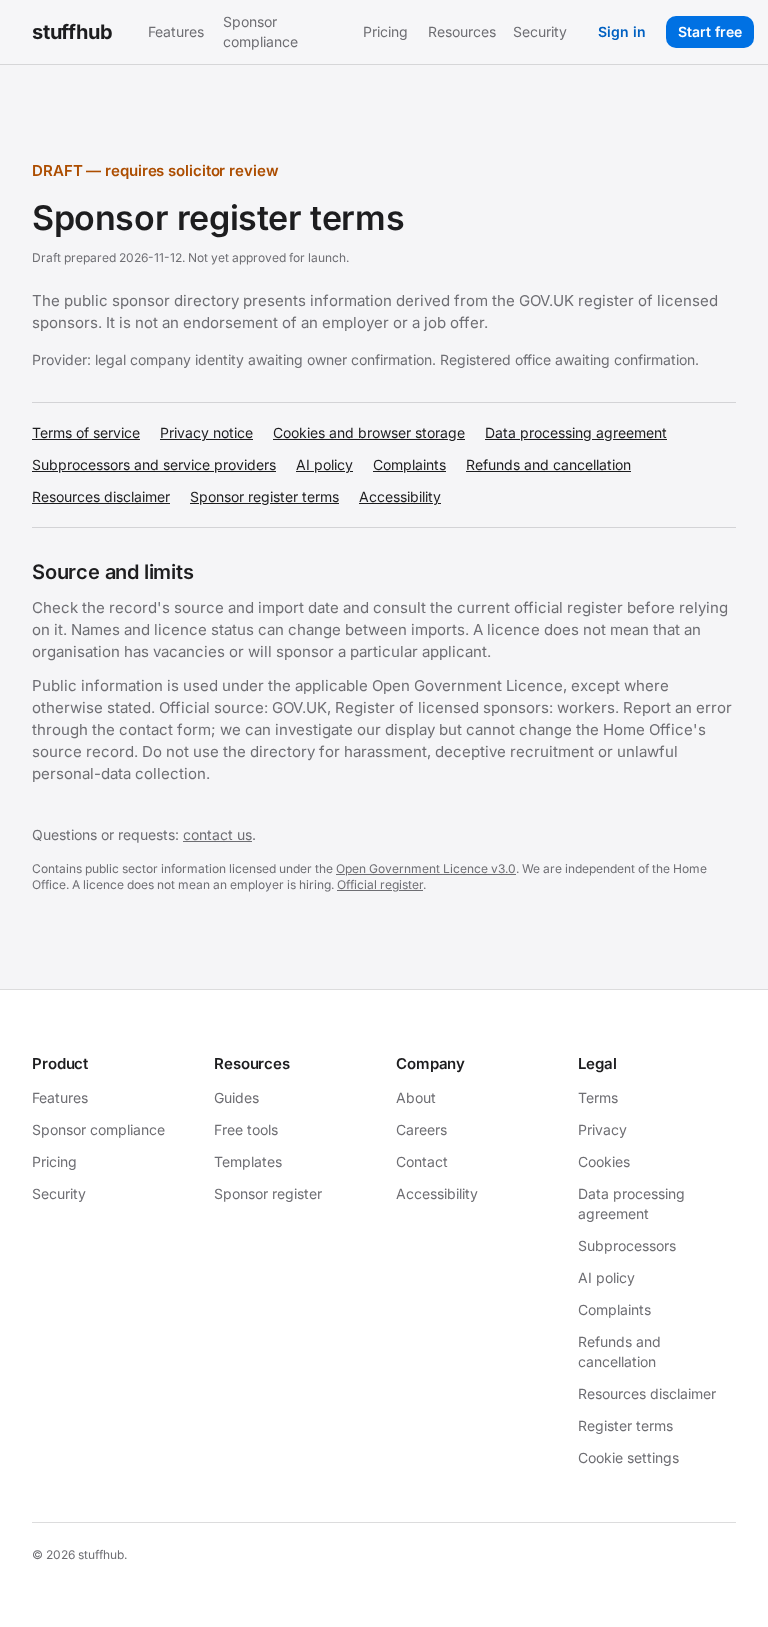 stuffhub
Features
Sponsor
compliance
Pricing
Resources
Security
Sign in
Start free
DRAFT — requires solicitor review
Sponsor register terms
Draft prepared 2026-11-12. Not yet approved for launch.
The public sponsor directory presents information derived from the GOV.UK register of licensed
sponsors. It is not an endorsement of an employer or a job offer.
Provider: legal company identity awaiting owner confirmation. Registered office awaiting confirmation.
Terms of service Privacy notice Cookies and browser storage Data processing agreement
Subprocessors and service providers AI policy Complaints Refunds and cancellation
Resources disclaimer Sponsor register terms Accessibility
Source and limits
Check the record's source and import date and consult the current official register before relying
on it. Names and licence status can change between imports. A licence does not mean that an
organisation has vacancies or will sponsor a particular applicant.
Public information is used under the applicable Open Government Licence, except where
otherwise stated. Official source: GOV.UK, Register of licensed sponsors: workers. Report an error
through the contact form; we can investigate our display but cannot change the Home Office's
source record. Do not use the directory for harassment, deceptive recruitment or unlawful
personal-data collection.
Questions or requests: contact us.
Contains public sector information licensed under the Open Government Licence v3.0. We are independent of the Home
Office. A licence does not mean an employer is hiring. Official register.
Product
Features
Sponsor compliance
Pricing
Security
Resources
Guides
Free tools
Templates
Sponsor register
Company
About
Careers
Contact
Accessibility
Legal
Terms
Privacy
Cookies
Data processing
agreement
Subprocessors
AI policy
Complaints
Refunds and
cancellation
Resources disclaimer
Register terms
Cookie settings
© 2026 stuffhub.